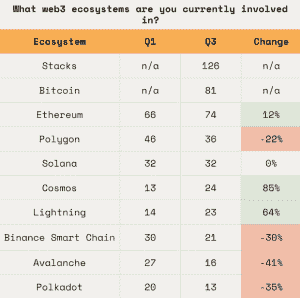 What web3 ecosystems are you currently involved
in?
Ecosystem Q1 Q3 Change
Stacks n/a 126 n/a
Bitcoin n/a 81 n/a
Ethereum 66 74 12%
Polygon 46 36 -22%
Solana 32 32 0%
Cosmos 13 24 85%
Lightning 14 23 64%
Binance Smart Chain 30 21 -30%
Avalanche 27 16 -41%
Polkadot 20 13 -35%